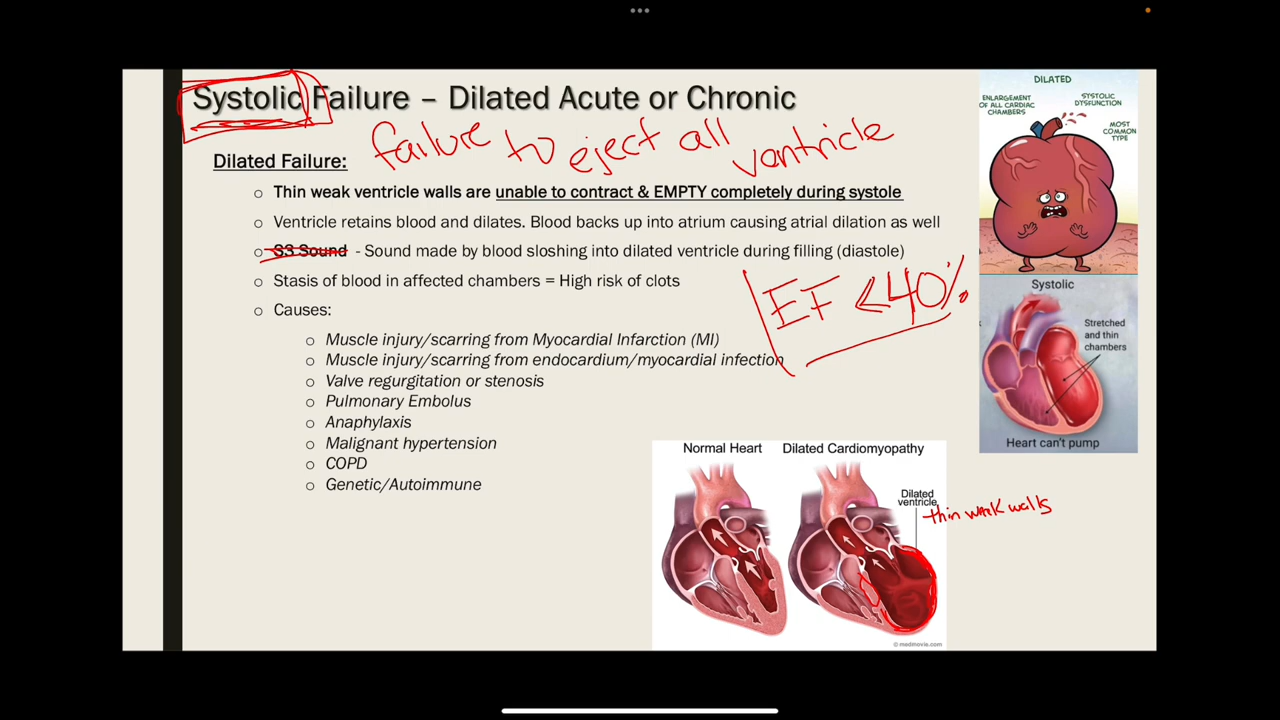 Systolic Failure – Dilated Acute or Chronic
failure to eject all ventricle
Dilated Failure:
○ Thin weak ventricle walls are unable to contract & EMPTY completely during systole
○ Ventricle retains blood and dilates. Blood backs up into atrium causing atrial dilation as well
○ S3 Sound - Sound made by blood sloshing into dilated ventricle during filling (diastole)
○ Stasis of blood in affected chambers = High risk of clots
EF <40%
○ Causes:
○ Muscle injury/scarring from Myocardial Infarction (MI)
○ Muscle injury/scarring from endocardium/myocardial infection
○ Valve regurgitation or stenosis
○ Pulmonary Embolus
○ Anaphylaxis
○ Malignant hypertension
○ COPD
○ Genetic/Autoimmune
DILATED
ENLARGEMENT
OF ALL CARDIAC
CHAMBERS
SYSTOLIC
DYSFUNCTION
MOST
COMMON
TYPE
Systolic
Stretched
and thin
chambers
Heart can't pump
Normal Heart
Dilated Cardiomyopathy
Dilated
ventricle
thin weak walls
© medmovie.com